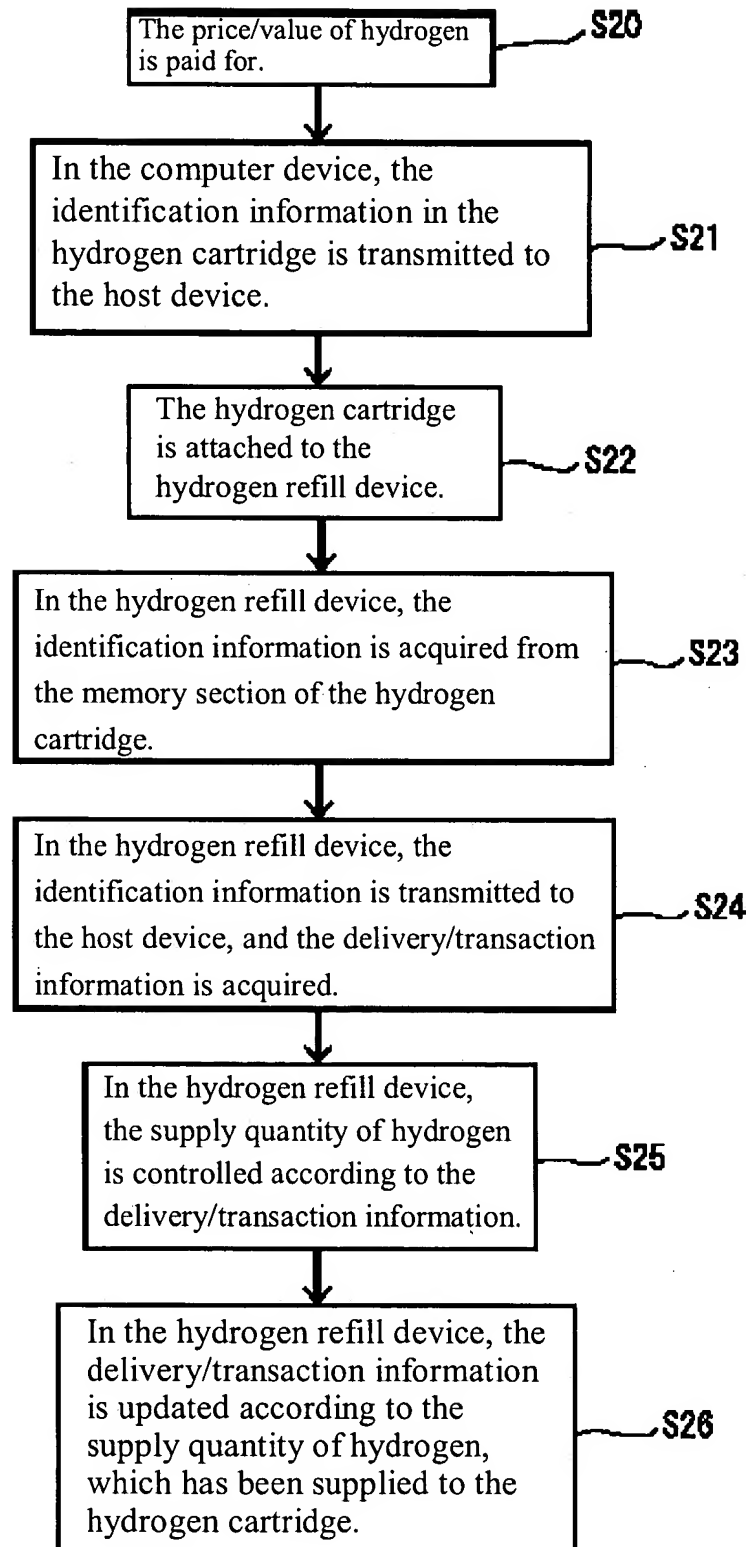 The price/value of hydrogen
is paid for.
S20
In the computer device, the
identification information in the
hydrogen cartridge is transmitted to
the host device.
S21
The hydrogen cartridge
is attached to the
hydrogen refill device.
S22
In the hydrogen refill device, the
identification information is acquired from
the memory section of the hydrogen
cartridge.
S23
In the hydrogen refill device, the
identification information is transmitted to
the host device, and the delivery/transaction
information is acquired.
S24
In the hydrogen refill device,
the supply quantity of hydrogen
is controlled according to the
delivery/transaction information.
S25
In the hydrogen refill device, the
delivery/transaction information
is updated according to the
supply quantity of hydrogen,
which has been supplied to the
hydrogen cartridge.
S26